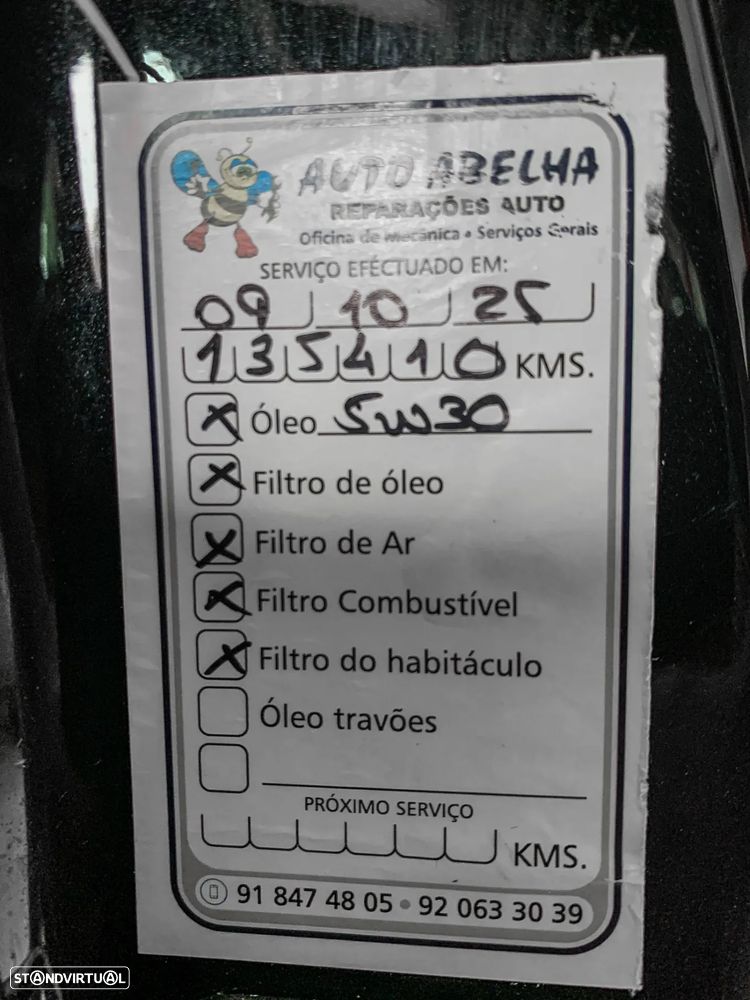 AUTO ABELHA
REPARAÇÕES AUTO
Oficina de mecânica • Serviços Gerais
SERVIÇO EFÉCTUADO EM:
09 10 25
135410 KMS.
X Óleo 5W30
X Filtro de óleo
X Filtro de Ar
X Filtro Combustível
X Filtro do habitáculo
Óleo travões
PRÓXIMO SERVIÇO
KMS.
91 847 48 05 • 92 063 30 39
STANDVIRTUAL